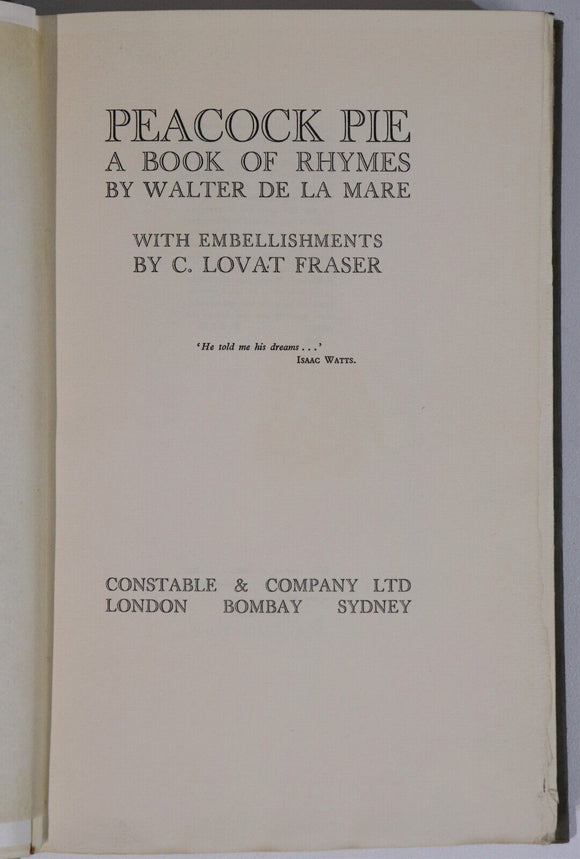 PEACOCK PIE
A BOOK OF RHYMES
BY WALTER DE LA MARE
WITH EMBELLISHMENTS
BY C. LOVAT FRASER
‘He told me his dreams . . .’
ISAAC WATTS.
CONSTABLE & COMPANY LTD
LONDON BOMBAY SYDNEY